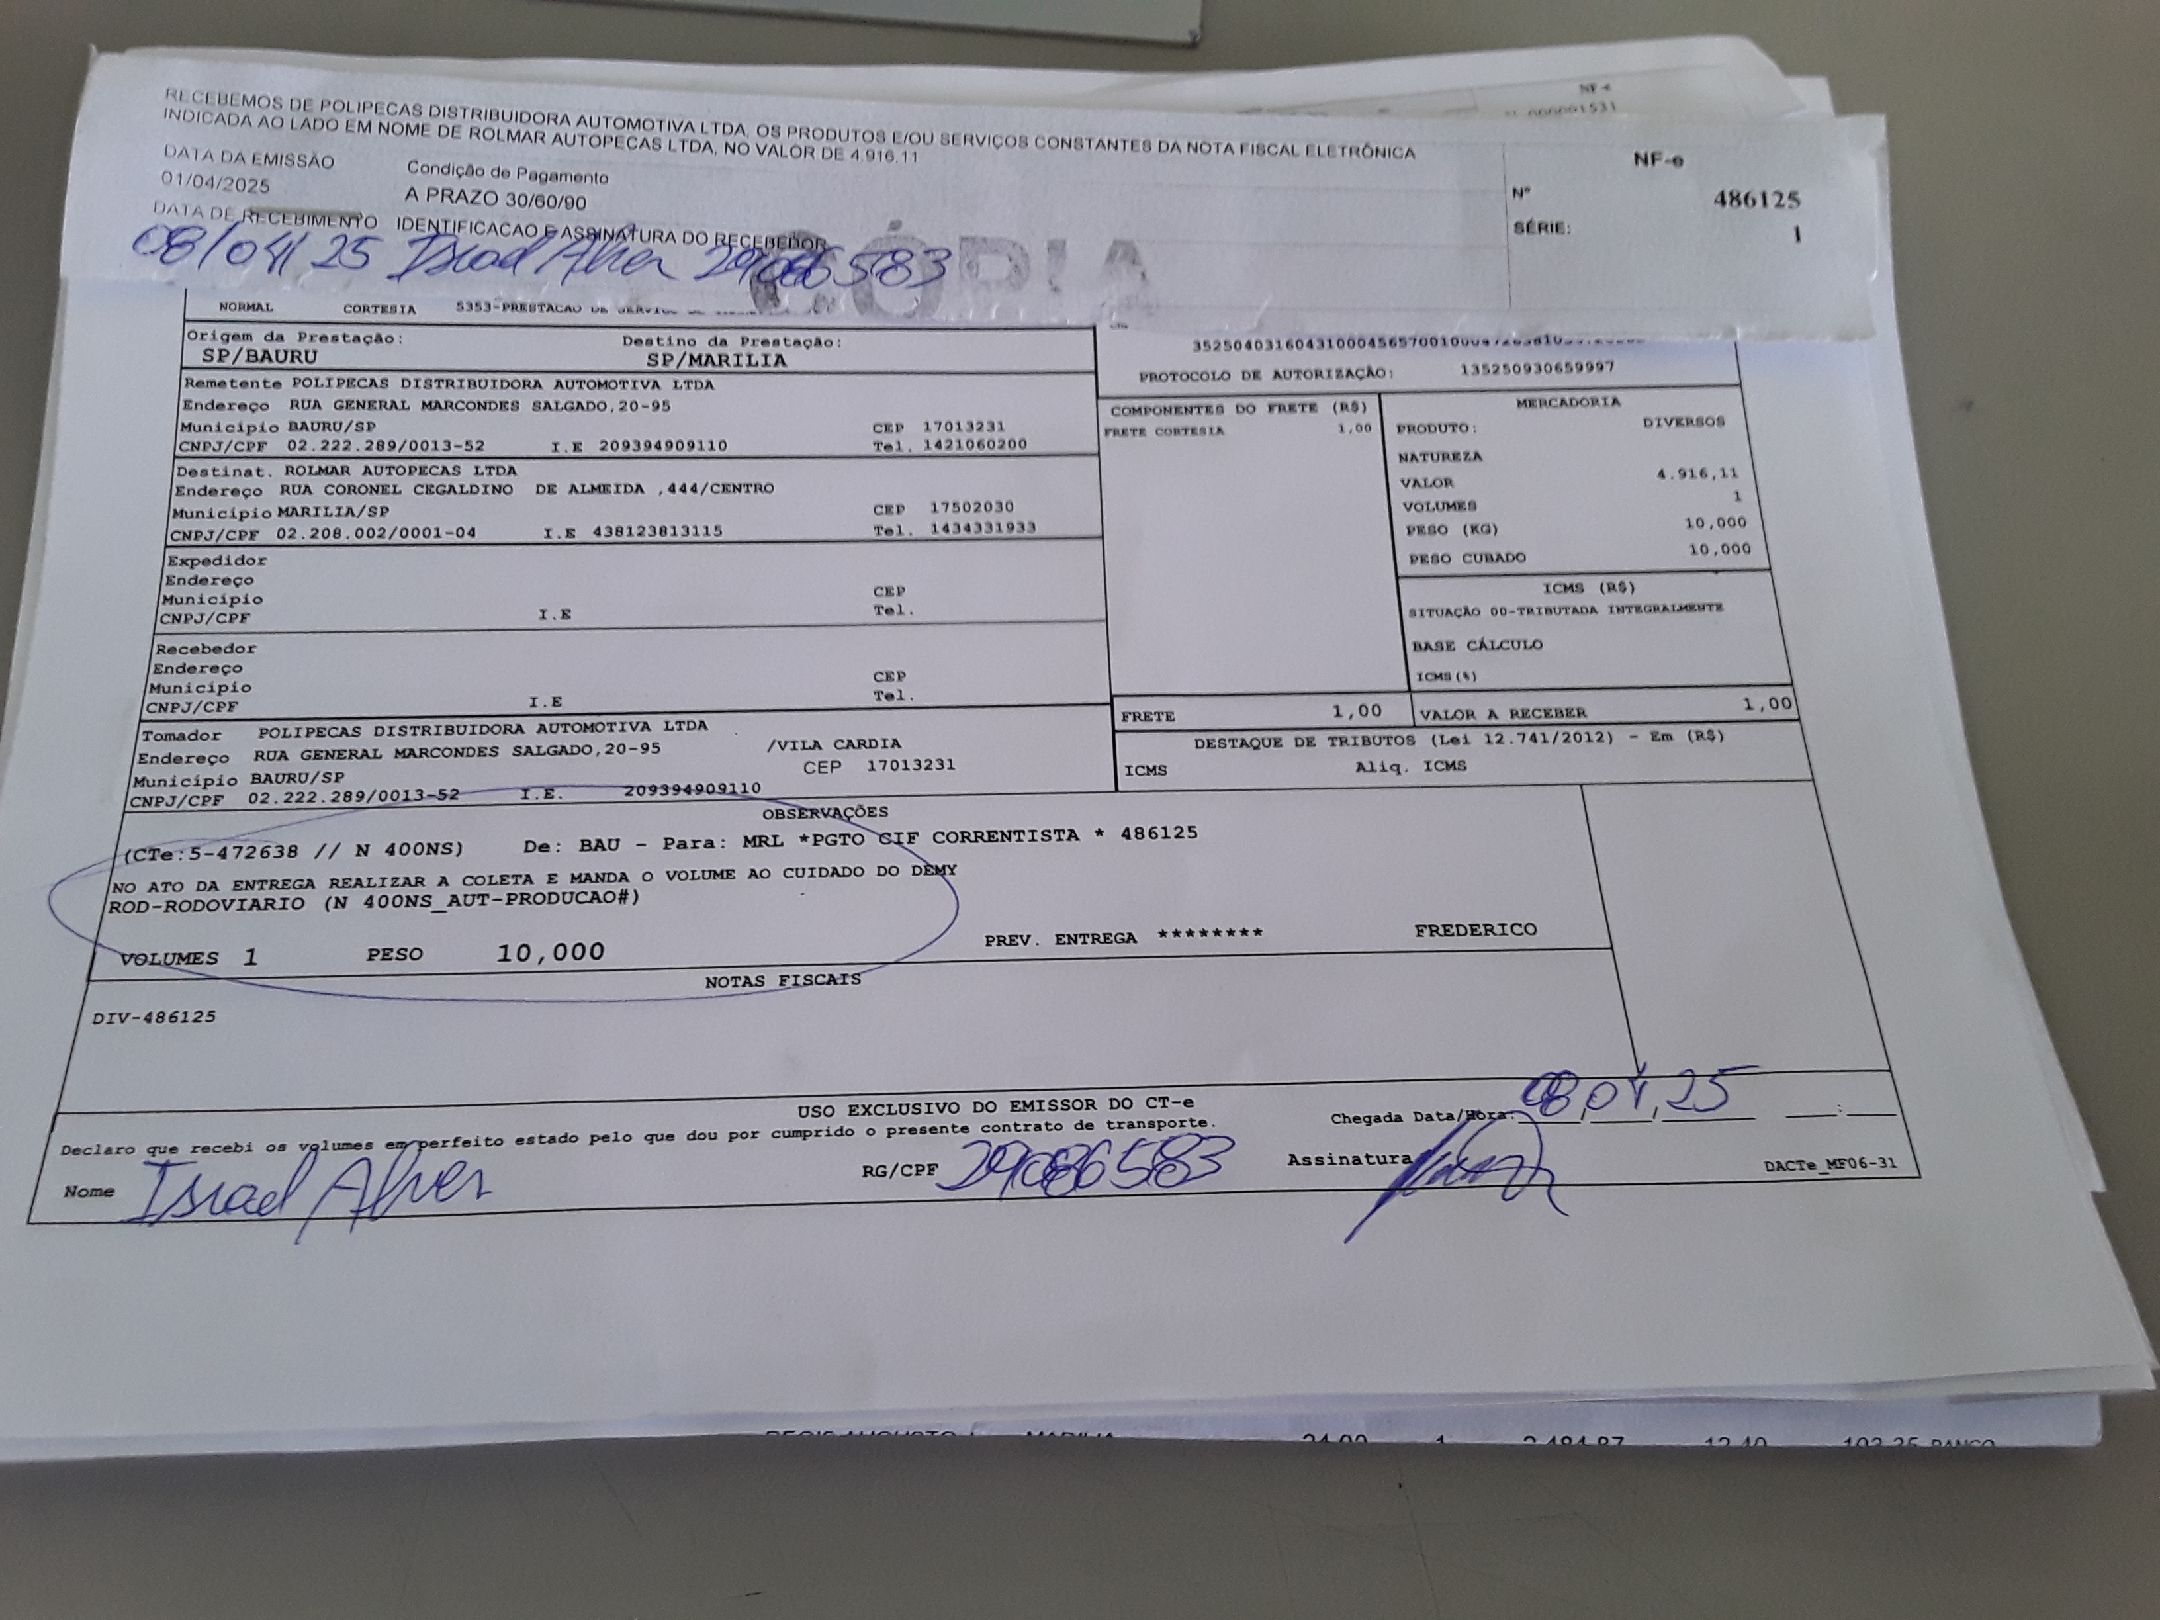 RECEBEMOS DE POLIPECAS DISTRIBUIDORA AUTOMOTIVA LTDA, OS PRODUTOS E/OU SERVIÇOS CONSTANTES DA NOTA FISCAL ELETRÔNICA
INDICADA AO LADO EM NOME DE ROLMAR AUTOPECAS LTDA, NO VALOR DE 4.916.11
NF-e
Nº 486125
SÉRIE: 1
DATA DA EMISSÃO Condição de Pagamento
01/04/2025 A PRAZO 30/60/90
DATA DE RECEBIMENTO IDENTIFICACAO E ASSINATURA DO RECEBEDOR
08/04/25 Israel Alves 29086583
CÓPIA
NORMAL CORTESIA 5353-PRESTACAO DE SERVICO
Origem da Prestação: Destino da Prestação:
SP/BAURU SP/MARILIA
PROTOCOLO DE AUTORIZAÇÃO: 135250930659997
Remetente POLIPECAS DISTRIBUIDORA AUTOMOTIVA LTDA
Endereço RUA GENERAL MARCONDES SALGADO,20-95
Município BAURU/SP CEP 17013231
CNPJ/CPF 02.222.289/0013-52 I.E 209394909110 Tel. 1421060200
Destinat. ROLMAR AUTOPECAS LTDA
Endereço RUA CORONEL CEGALDINO DE ALMEIDA ,444/CENTRO
Município MARILIA/SP CEP 17502030
CNPJ/CPF 02.208.002/0001-04 I.E 438123813115 Tel. 1434331933
Expedidor
Endereço
Município CEP
CNPJ/CPF I.E Tel.
Recebedor
Endereço
Município CEP
CNPJ/CPF I.E Tel.
Tomador POLIPECAS DISTRIBUIDORA AUTOMOTIVA LTDA
Endereço RUA GENERAL MARCONDES SALGADO,20-95 /VILA CARDIA
Município BAURU/SP CEP 17013231
CNPJ/CPF 02.222.289/0013-52 I.E. 209394909110
COMPONENTES DO FRETE (R$)
FRETE CORTESIA 1,00
MERCADORIA
PRODUTO: DIVERSOS
NATUREZA
VALOR 4.916,11
VOLUMES 1
PESO (KG) 10,000
PESO CUBADO 10,000
ICMS (R$)
SITUAÇÃO 00-TRIBUTADA INTEGRALMENTE
BASE CÁLCULO
ICMS(%)
FRETE 1,00 VALOR A RECEBER 1,00
DESTAQUE DE TRIBUTOS (Lei 12.741/2012) - Em (R$)
ICMS Aliq. ICMS
OBSERVAÇÕES
(CTe:5-472638 // N 400NS) De: BAU - Para: MRL *PGTO CIF CORRENTISTA * 486125
NO ATO DA ENTREGA REALIZAR A COLETA E MANDA O VOLUME AO CUIDADO DO DEMY
ROD-RODOVIARIO (N 400NS_AUT-PRODUCAO#)
VOLUMES 1 PESO 10,000 PREV. ENTREGA ******** FREDERICO
NOTAS FISCAIS
DIV-486125
USO EXCLUSIVO DO EMISSOR DO CT-e
Chegada Data/Hora: 08,04,25 :
Declaro que recebi os volumes em perfeito estado pelo que dou por cumprido o presente contrato de transporte.
Nome Israel Alves RG/CPF 29086583 Assinatura
DACTe_MF06-31